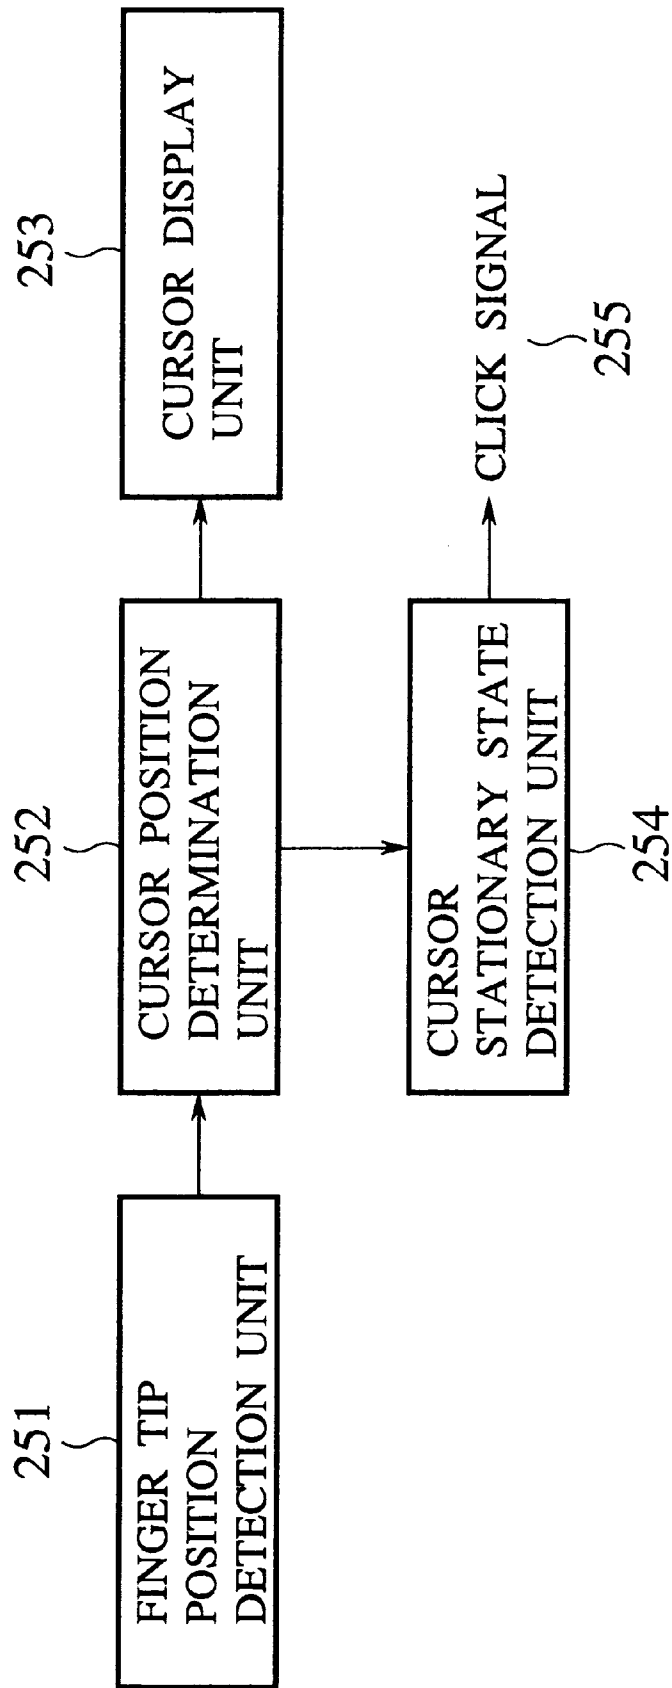 251
FINGER TIP
POSITION
DETECTION UNIT
252
CURSOR POSITION
DETERMINATION
UNIT
253
CURSOR DISPLAY
UNIT
CURSOR
STATIONARY STATE
DETECTION UNIT
254
CLICK SIGNAL
255